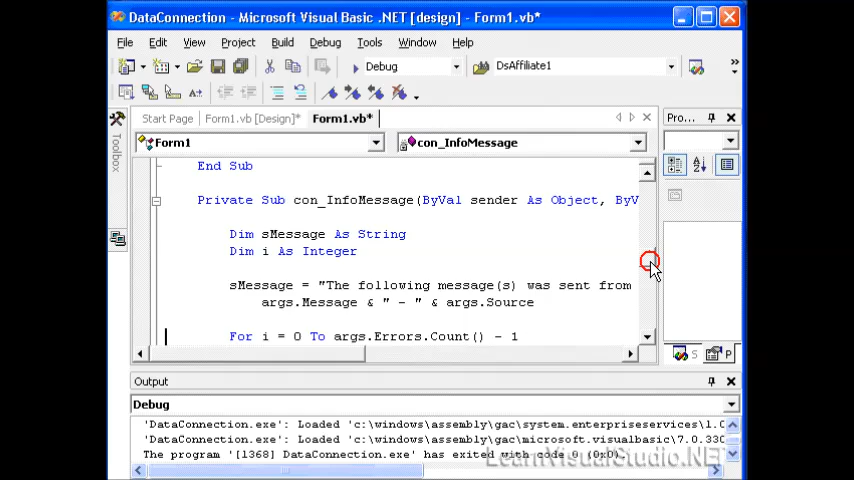 DataConnection - Microsoft Visual Basic .NET [design] - Form1.vb*
File Edit View Project Build Debug Tools Window Help
Debug DsAffiliate1
Start Page Form1.vb [Design]* Form1.vb* Pro...
Form1 con_InfoMessage
Toolbox
End Sub
Private Sub con_InfoMessage(ByVal sender As Object, ByV
Dim sMessage As String
Dim i As Integer
sMessage = "The following message(s) was sent from
args.Message & " - " & args.Source
For i = 0 To args.Errors.Count() - 1
S P
Output
Debug
'DataConnection.exe': Loaded 'c:\windows\assembly\gac\system.enterpriseservices\1.0
'DataConnection.exe': Loaded 'c:\windows\assembly\gac\microsoft.visualbasic\7.0.330
The program '[1368] DataConnection.exe' has exited with code 0 (0x0).
LearnVisualStudio.NET